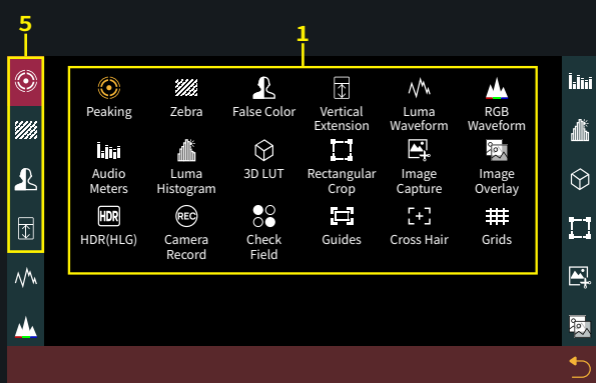 5
1
Peaking
Zebra
False Color
Vertical
Extension
Luma
Waveform
RGB
Waveform
Audio
Meters
Luma
Histogram
3D LUT
Rectangular
Crop
Image
Capture
Image
Overlay
HDR
REC
HDR(HLG)
Camera
Record
Check
Field
Guides
Cross Hair
Grids